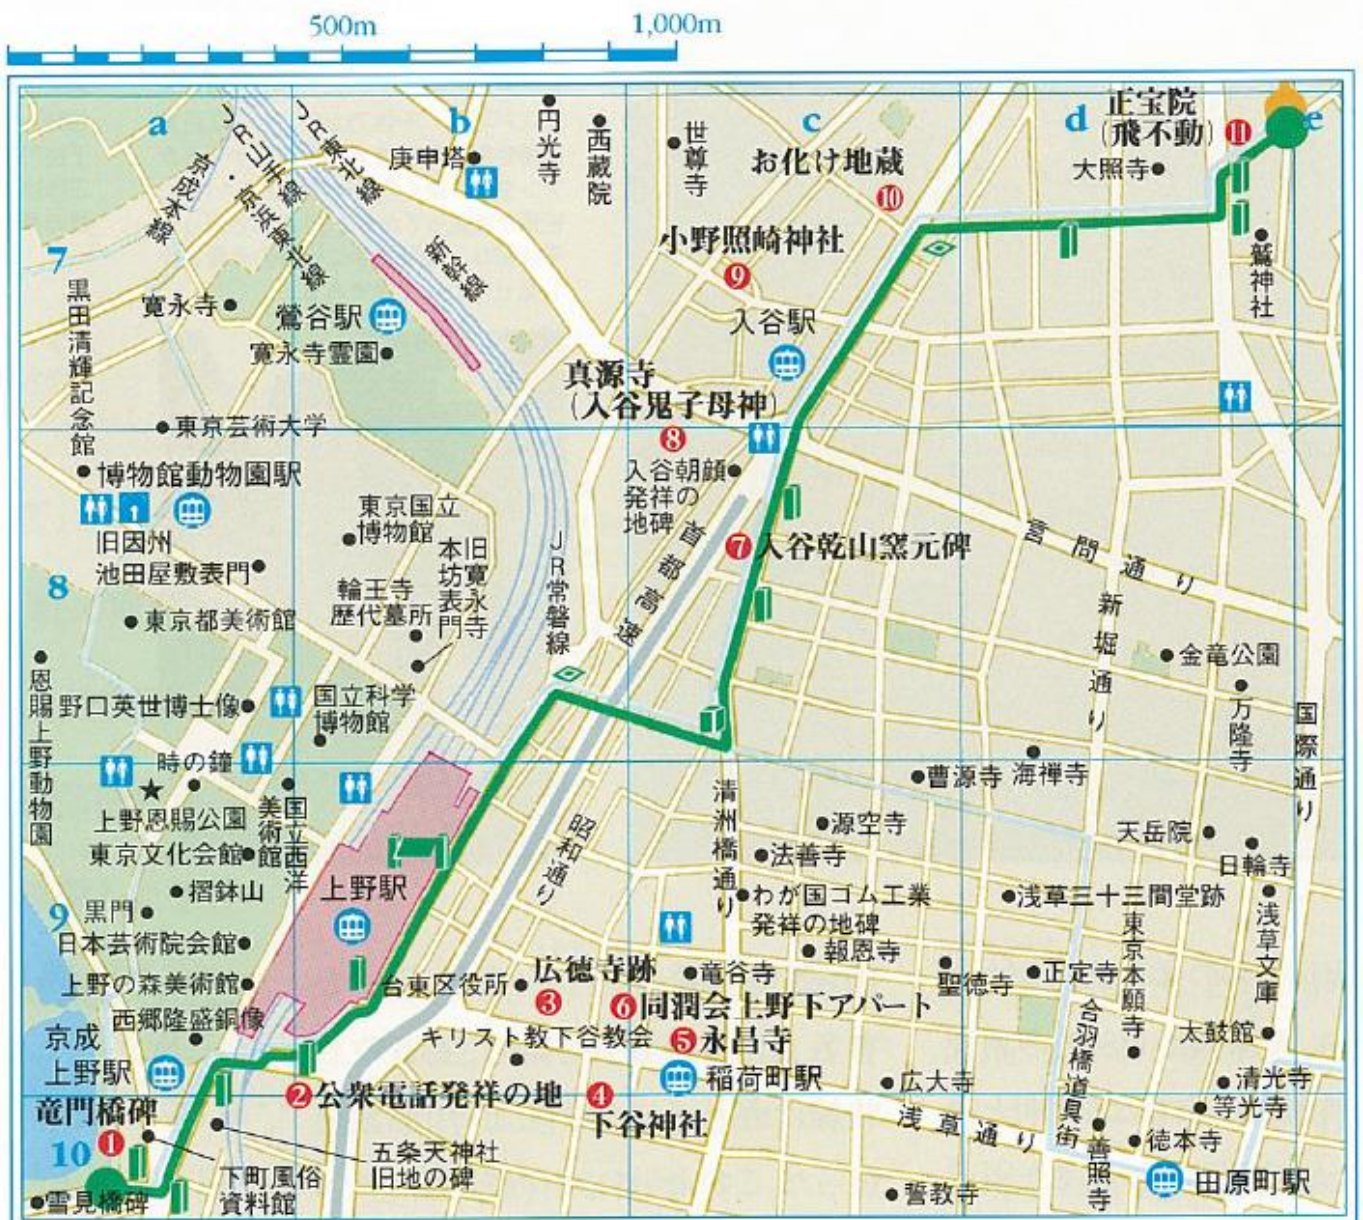 500m
1,000m
a
b
c
d
e
7
8
9
10
JR山手線・京浜東北線
JR東北線
京成本線
新幹線
庚申塔
円光寺
西蔵院
世尊寺
お化け地蔵
⑩
正宝院
(飛不動)
⑪
大照寺
鷲神社
小野照崎神社
⑨
入谷駅
寛永寺
鶯谷駅
寛永寺霊園
黒田清輝記念館
真源寺
(入谷鬼子母神)
⑧
入谷朝顔
発祥の
地碑
東京芸術大学
博物館動物園駅
1
旧因州
池田屋敷表門
東京国立
博物館
旧寛永寺
本坊表門
輪王寺
歴代墓所
JR常磐線
首都高速
⑦入谷乾山窯元碑
言問通り
新堀通り
東京都美術館
恩賜上野動物園
野口英世博士像
国立科学
博物館
金竜公園
万隆寺
国際通り
時の鐘
上野恩賜公園
国立西洋
美術館
東京文化会館
摺鉢山
黒門
日本芸術院会館
上野の森美術館
西郷隆盛銅像
上野駅
昭和通り
清洲橋通り
曹源寺
海禅寺
源空寺
法善寺
天岳院
日輪寺
わが国ゴム工業
発祥の地碑
浅草三十三間堂跡
浅草文庫
報恩寺
聖徳寺
正定寺
東京本願寺
台東区役所
広徳寺跡
③
竜谷寺
⑥同潤会上野下アパート
キリスト教下谷教会
⑤永昌寺
合羽橋道具街
太鼓館
京成
上野駅
稲荷町駅
広大寺
清光寺
等光寺
②公衆電話発祥の地
④
下谷神社
浅草通り
善照寺
徳本寺
竜門橋碑
①
五条天神社
旧地の碑
下町風俗
資料館
雪見橋碑
誓教寺
田原町駅